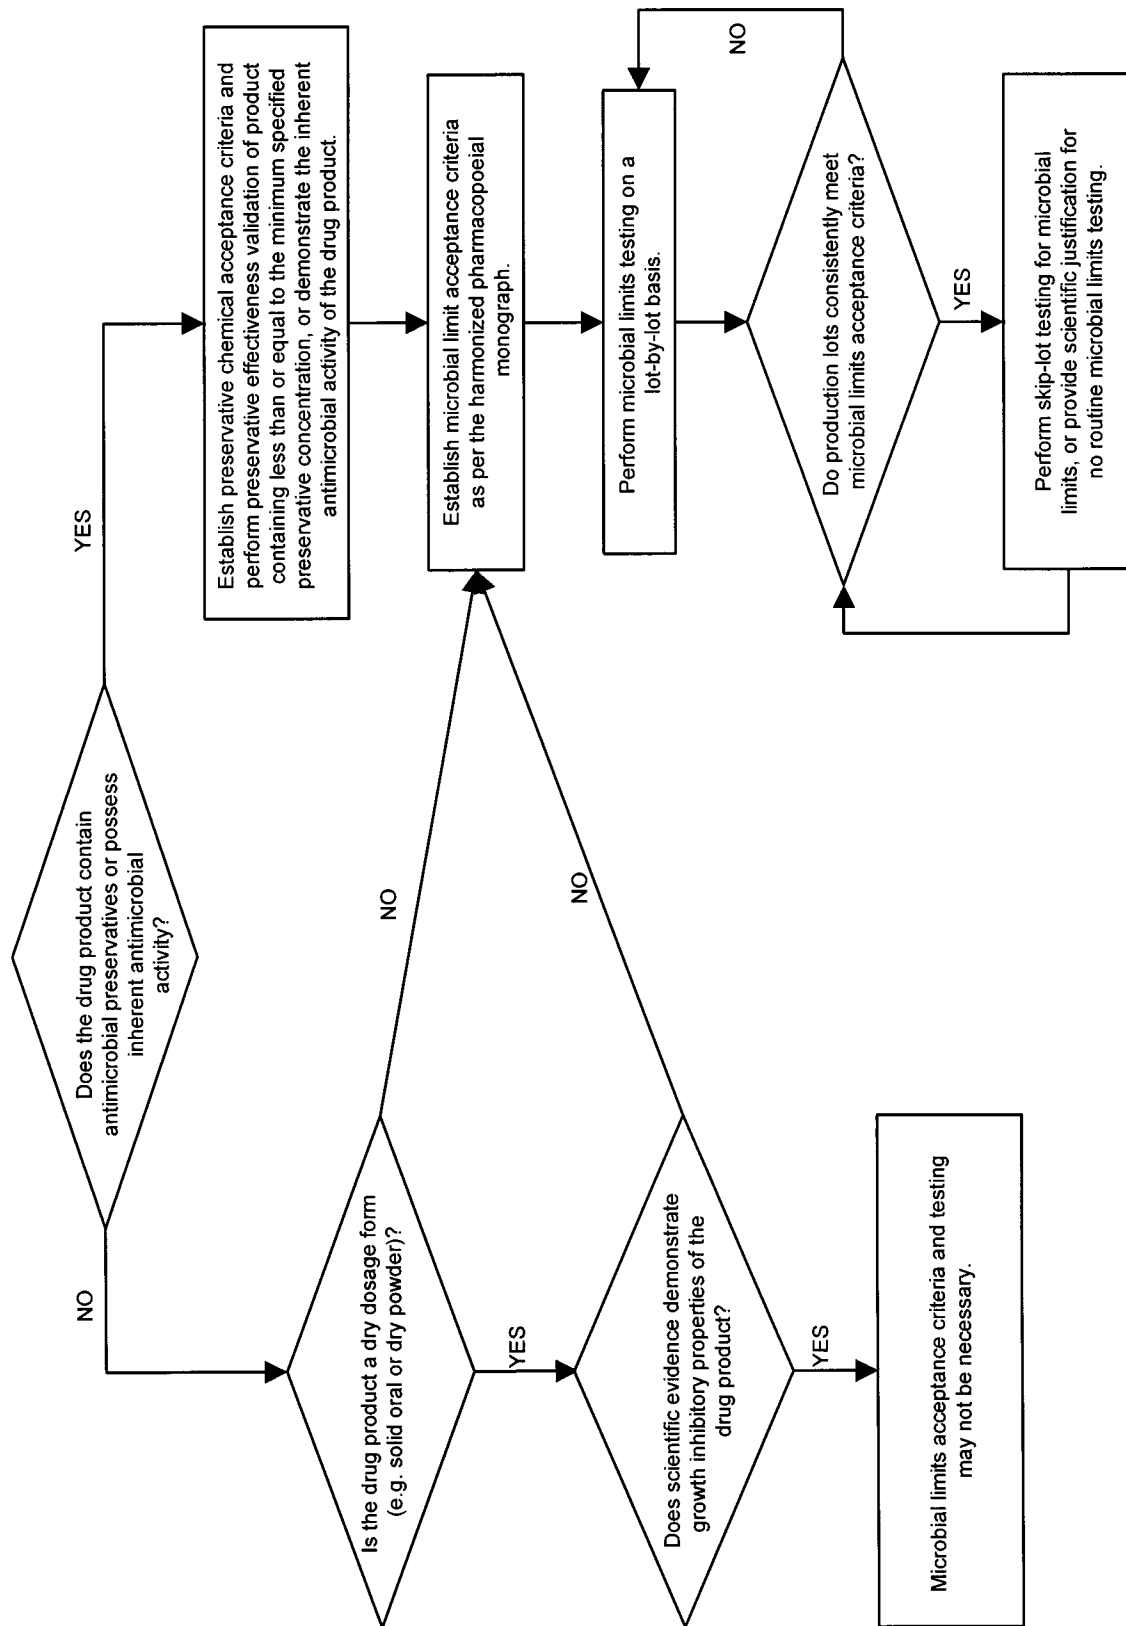 Does the drug product contain
antimicrobial preservatives or possess
inherent antimicrobial
activity?
NO
YES
Establish preservative chemical acceptance criteria and
perform preservative effectiveness validation of product
containing less than or equal to the minimum specified
preservative concentration, or demonstrate the inherent
antimicrobial activity of the drug product.
Is the drug product a dry dosage form
(e.g. solid oral or dry powder)?
NO
YES
Establish microbial limit acceptance criteria
as per the harmonized pharmacopoeial
monograph.
Does scientific evidence demonstrate
growth inhibitory properties of the
drug product?
NO
YES
Perform microbial limits testing on a
lot-by-lot basis.
Microbial limits acceptance criteria and testing
may not be necessary.
Do production lots consistently meet
microbial limits acceptance criteria?
NO
YES
Perform skip-lot testing for microbial
limits, or provide scientific justification for
no routine microbial limits testing.